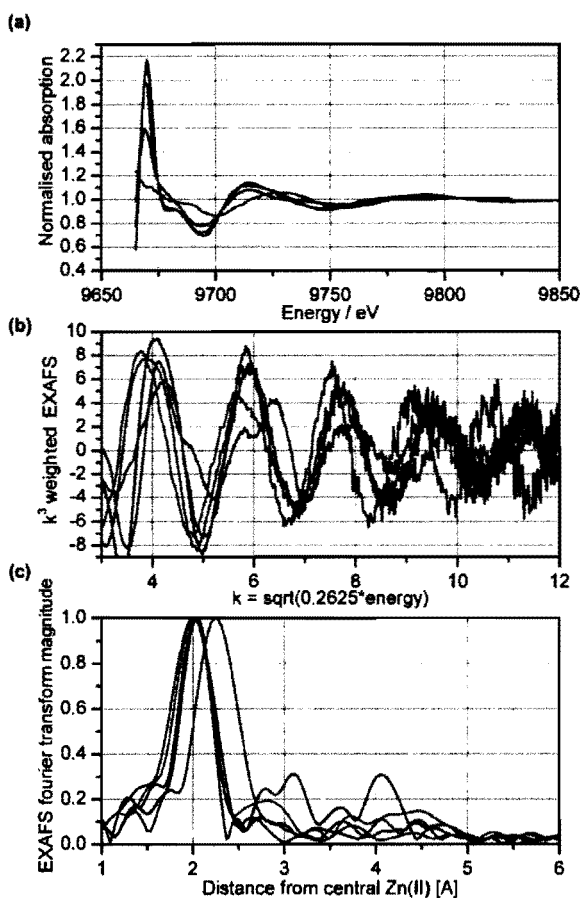 (a)
2.2
2.0
1.8
1.6
1.4
1.2
1.0
0.8
0.6
0.4
Normalised absorption
9650 9700 9750 9800 9850
Energy / eV
(b)
10
8
6
4
2
0
-2
-4
-6
-8
k³ weighted EXAFS
4 6 8 10 12
k = sqrt(0.2625*energy)
(c)
1.0
0.8
0.6
0.4
0.2
0.0
EXAFS fourier transform magnitude
1 2 3 4 5 6
Distance from central Zn(II) [A]